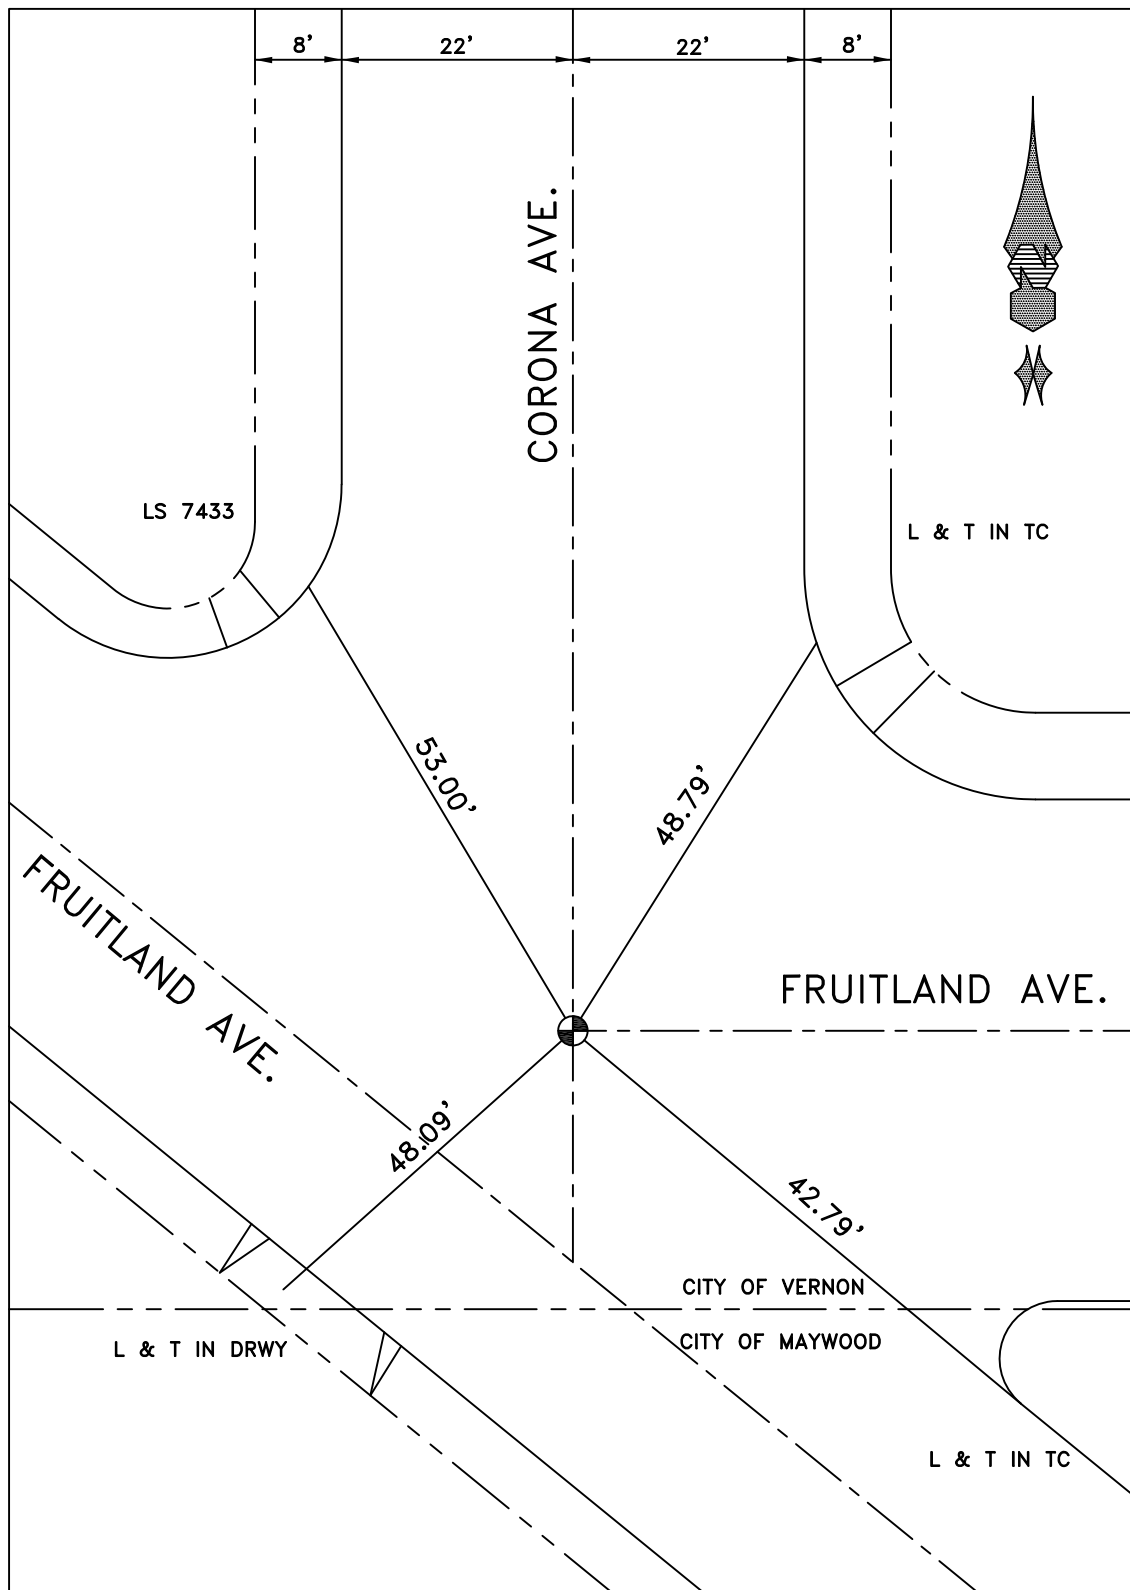 8' 22' 22' 8'
CORONA AVE.
LS 7433
L & T IN TC
53.00'
48.79'
FRUITLAND AVE.
FRUITLAND AVE.
48.09'
42.79'
CITY OF VERNON
CITY OF MAYWOOD
L & T IN DRWY
L & T IN TC